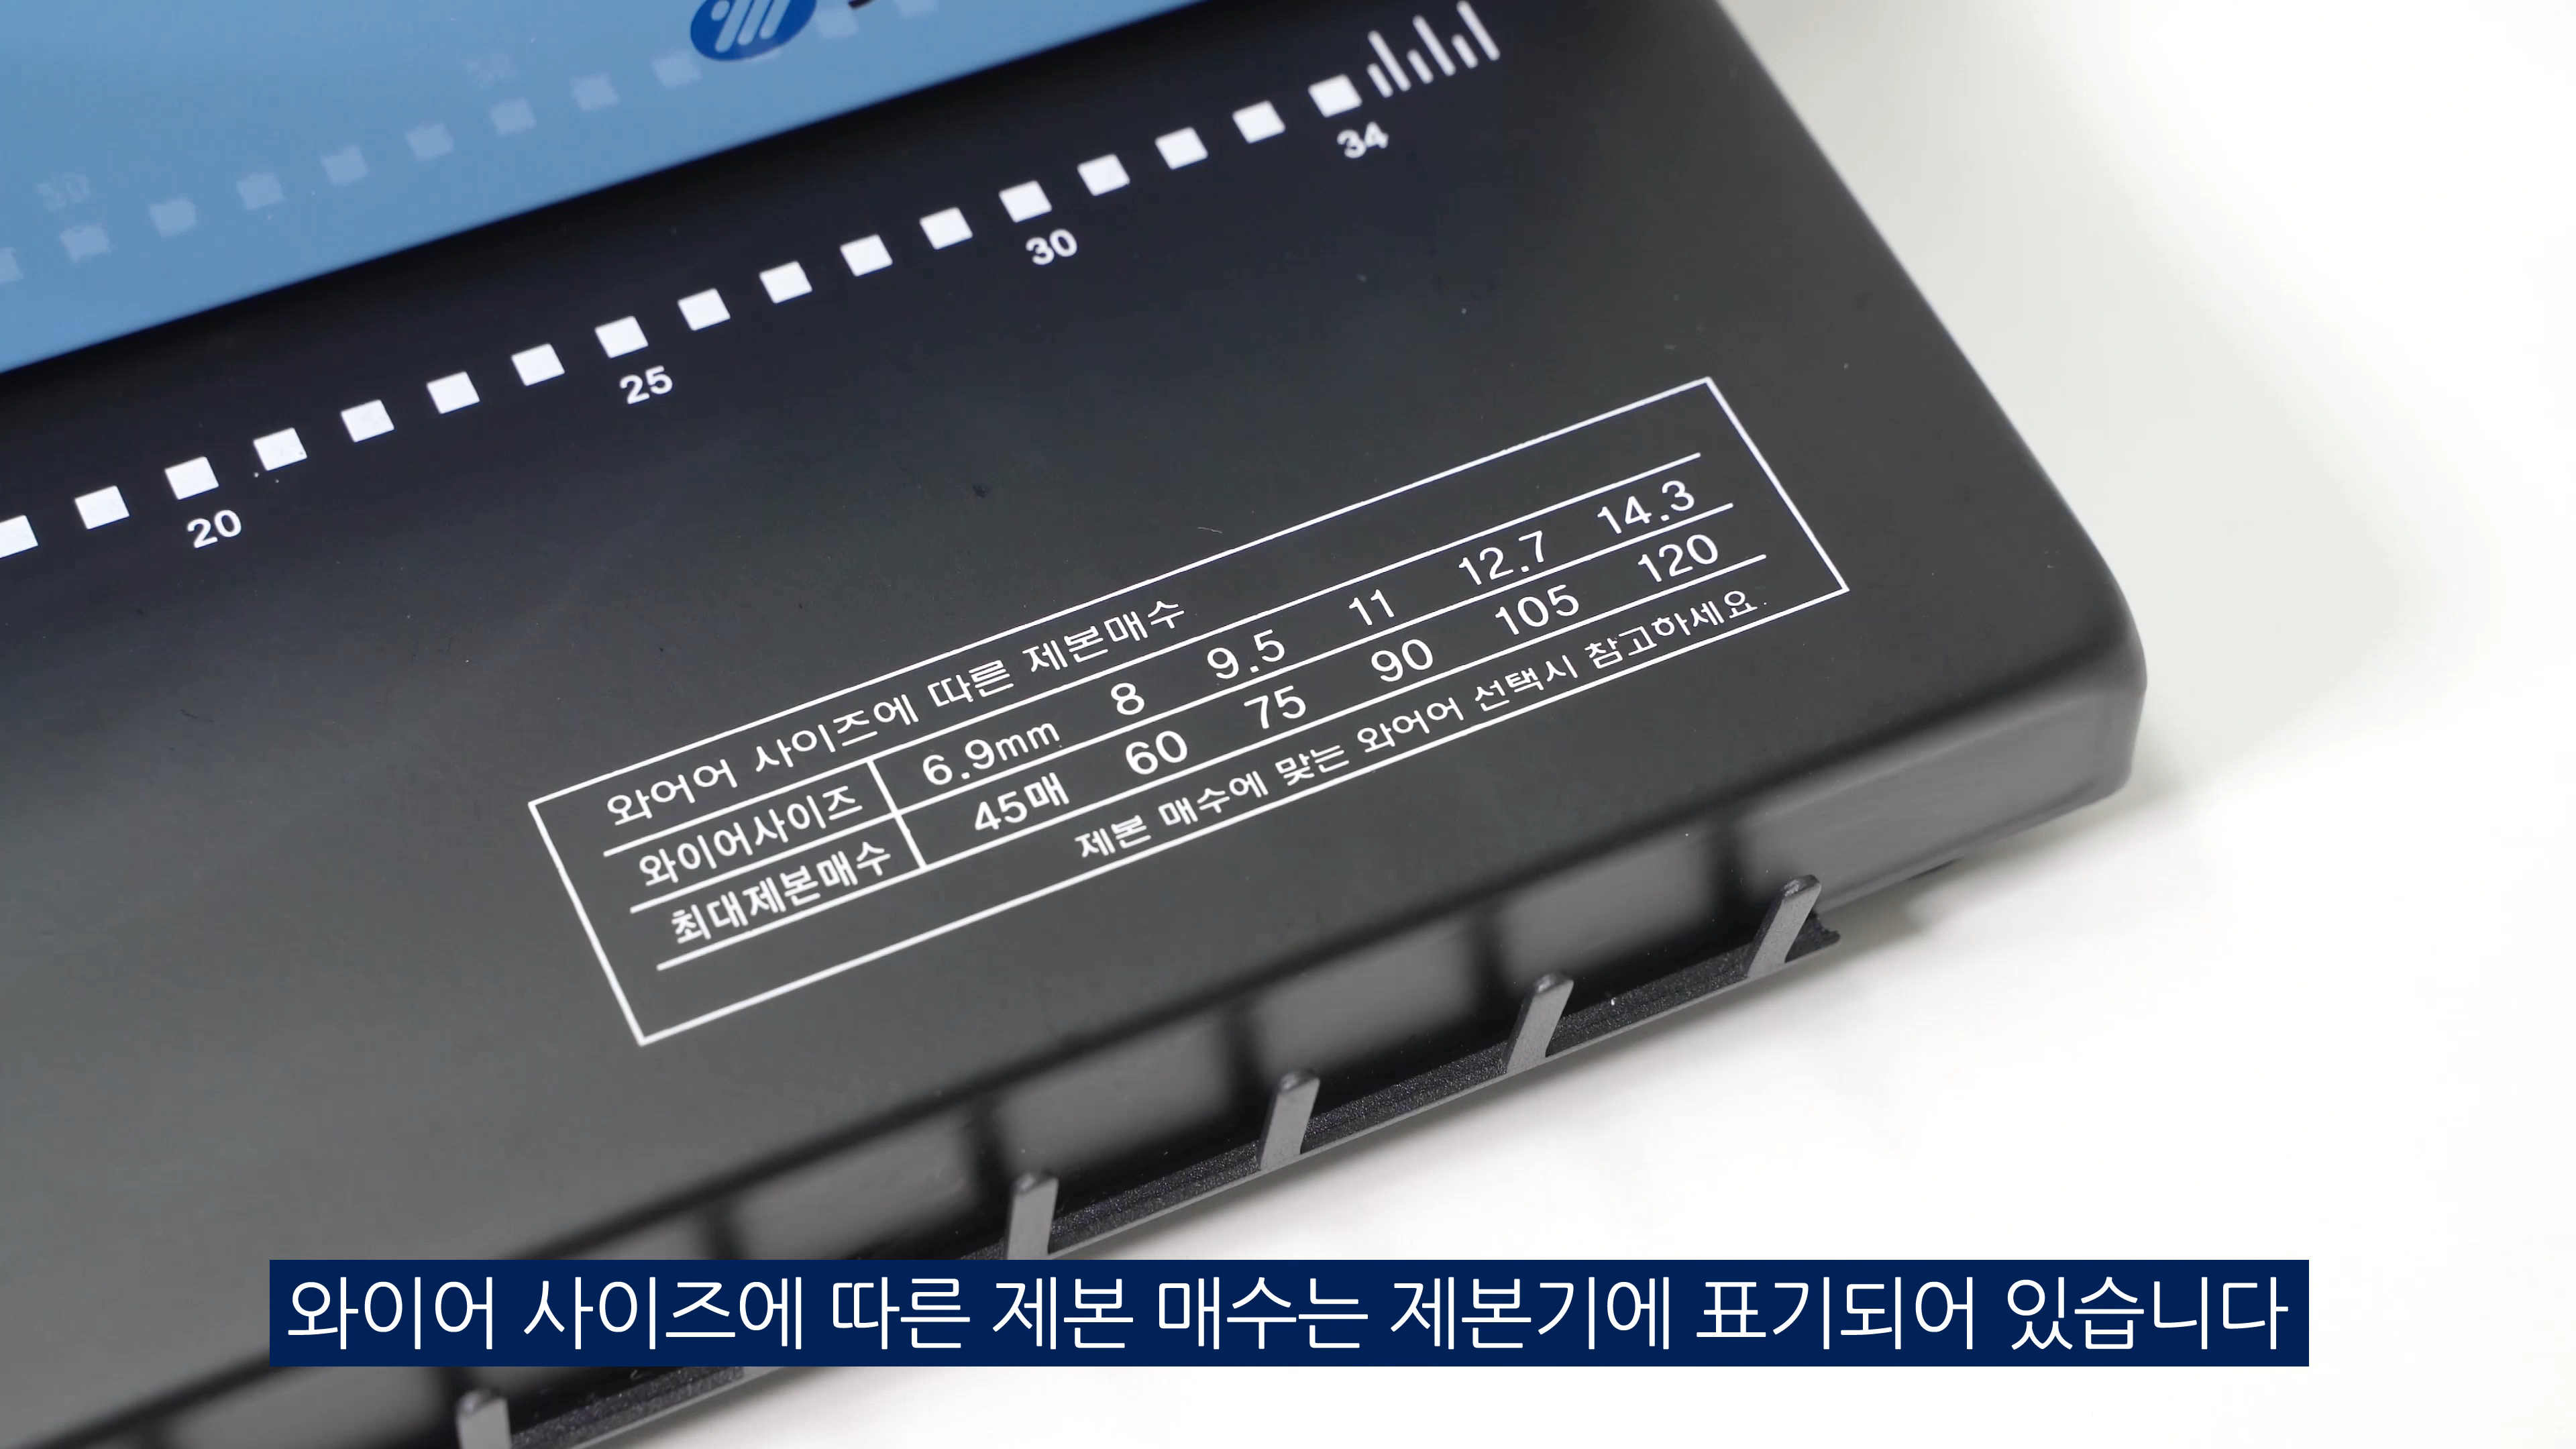 34
30
25
20
와어어 사이즈에 따른 제본매수
와이어사이즈 6.9mm 8 9.5 11 12.7 14.3
최대제본매수 45매 60 75 90 105 120
제본 매수에 맞는 와어어 선택시 참고하세요.
와이어 사이즈에 따른 제본 매수는 제본기에 표기되어 있습니다